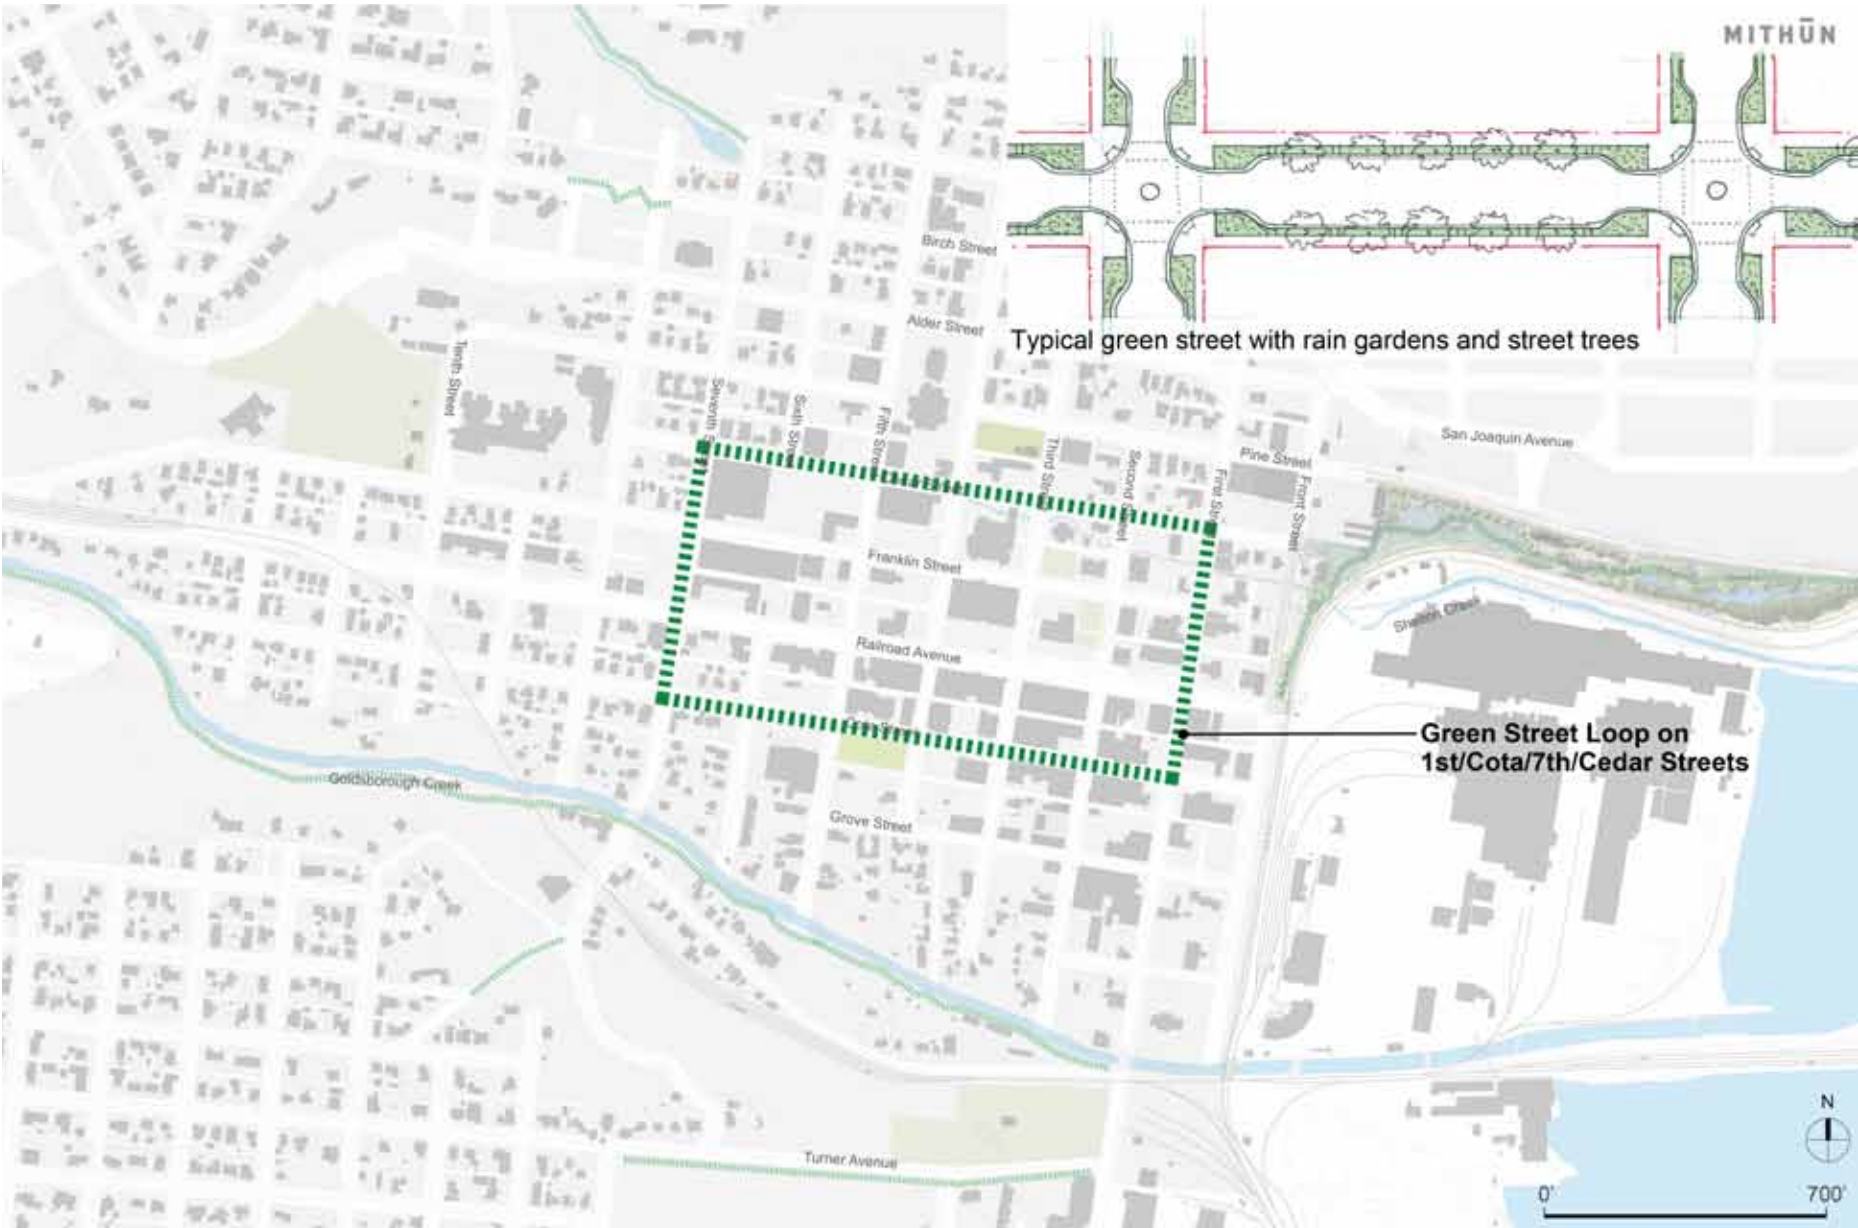 MITHŪN
Typical green street with rain gardens and street trees
Birch Street
Alder Street
Tenth Street
Seventh S
Sixth Street
Fifth Street
Third Street
Second Street
First Str
Front Street
Pine Street
San Joaquin Avenue
Franklin Street
Railroad Avenue
Shelton Creek
Green Street Loop on
1st/Cota/7th/Cedar Streets
Goldsborough Creek
Grove Street
Turner Avenue
N
0'
700'